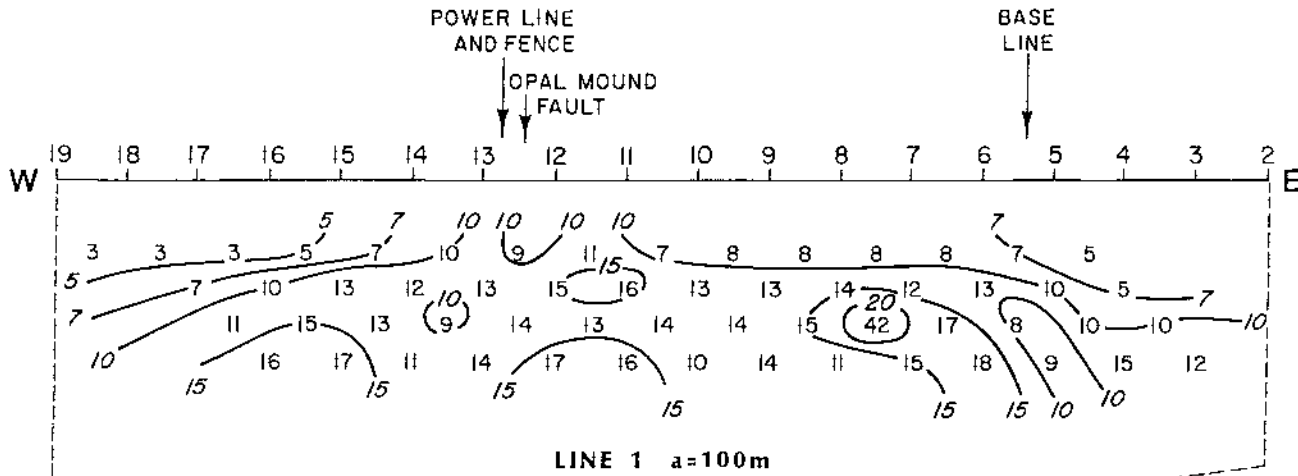 POWER LINE
AND FENCE
BASE
LINE
OPAL MOUND
FAULT
19 18 17 16 15 14 13 12 11 10 9 8 7 6 5 4 3 2
W E
5 7 10 10 10 10 7
3 3 3 5 7 10 9 11 7 8 8 8 8 7 5
5 15
7 10 13 12 13 15 16 13 13 14 12 13 10 5
10 20 7
7 11 15 13 9 14 13 14 14 15 42 17 8 10 10 10
10 15 16 17 11 14 17 16 10 14 11 15 18 9 15 12
15 15 15 15 15 10 10
LINE 1 a=100m